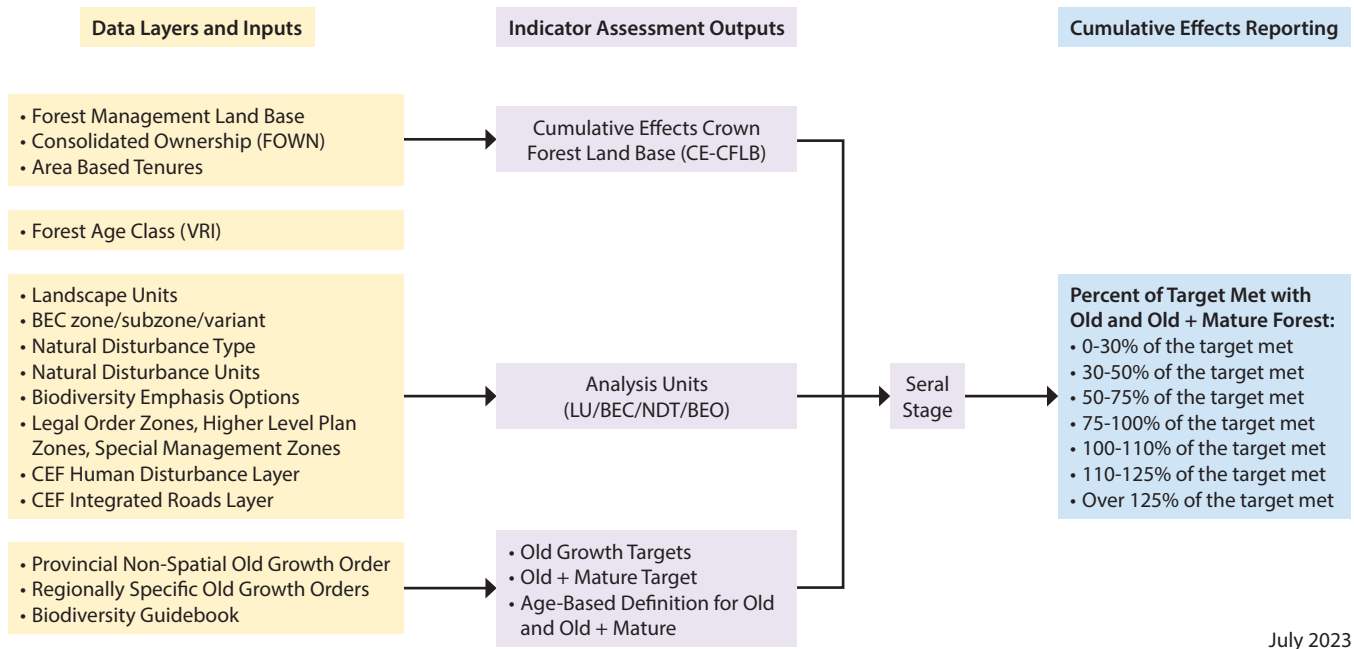 Data Layers and Inputs
Indicator Assessment Outputs
Cumulative Effects Reporting
• Forest Management Land Base
• Consolidated Ownership (FOWN)
• Area Based Tenures
Cumulative Effects Crown
Forest Land Base (CE-CFLB)
• Forest Age Class (VRI)
• Landscape Units
• BEC zone/subzone/variant
• Natural Disturbance Type
• Natural Disturbance Units
• Biodiversity Emphasis Options
• Legal Order Zones, Higher Level Plan
Zones, Special Management Zones
• CEF Human Disturbance Layer
• CEF Integrated Roads Layer
Analysis Units
(LU/BEC/NDT/BEO)
Seral
Stage
Percent of Target Met with
Old and Old + Mature Forest:
• 0-30% of the target met
• 30-50% of the target met
• 50-75% of the target met
• 75-100% of the target met
• 100-110% of the target met
• 110-125% of the target met
• Over 125% of the target met
• Provincial Non-Spatial Old Growth Order
• Regionally Specific Old Growth Orders
• Biodiversity Guidebook
• Old Growth Targets
• Old + Mature Target
• Age-Based Definition for Old
and Old + Mature
July 2023